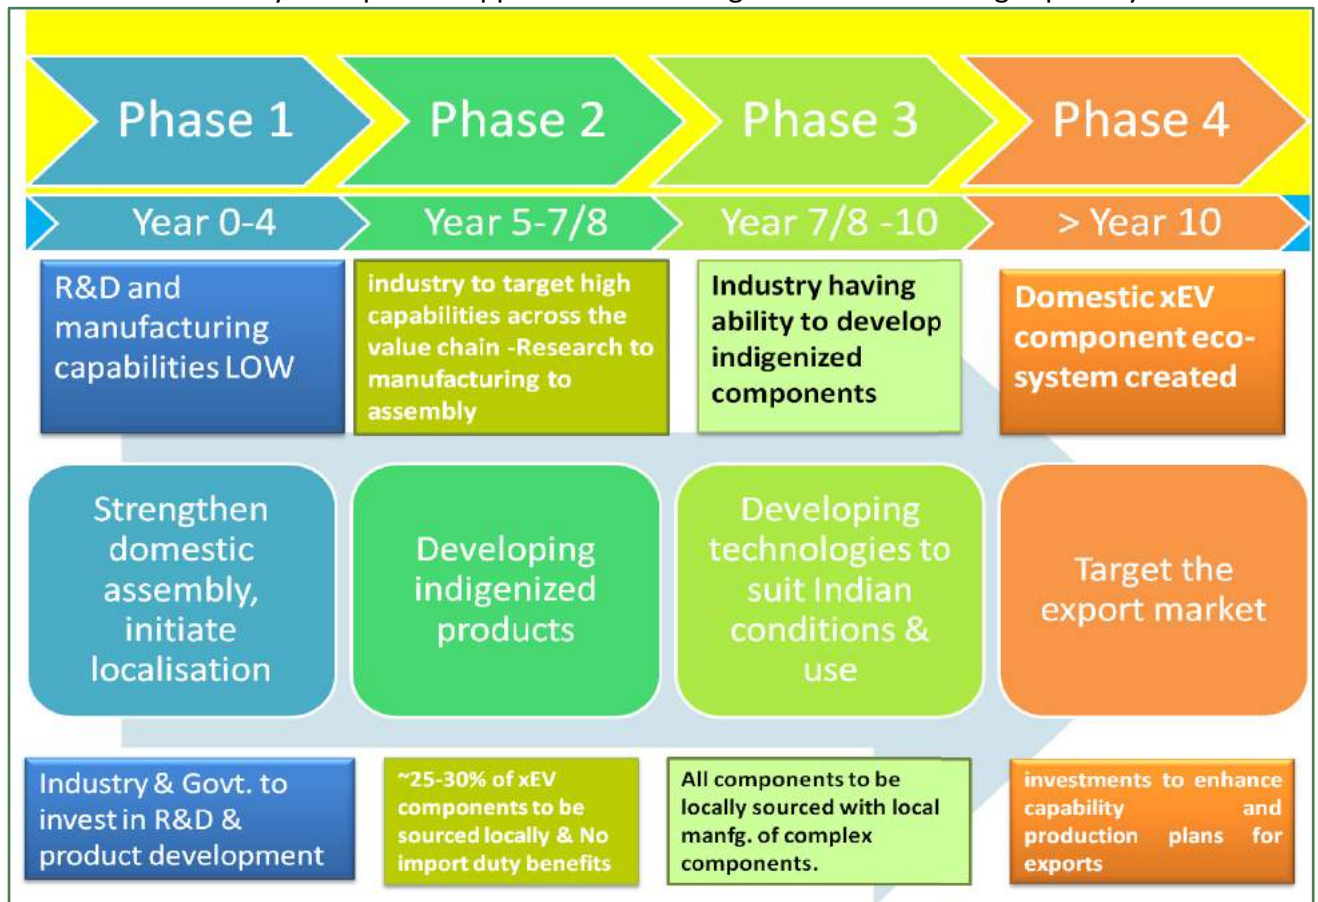 Phase 1
Phase 2
Phase 3
Phase 4
Year 0-4
Year 5-7/8
Year 7/8 -10
> Year 10
R&D and
manufacturing
capabilities LOW
industry to target high
capabilities across the
value chain -Research to
manufacturing to
assembly
Industry having
ability to develop
indigenized
components
Domestic xEV
component eco-
system created
Strengthen
domestic
assembly,
initiate
localisation
Developing
indigenized
products
Developing
technologies to
suit Indian
conditions &
use
Target the
export market
Industry & Govt. to
invest in R&D &
product development
~25-30% of xEV
components to be
sourced locally & No
import duty benefits
All components to be
locally sourced with local
manfg. of complex
components.
investments to enhance
capability and
production plans for
exports